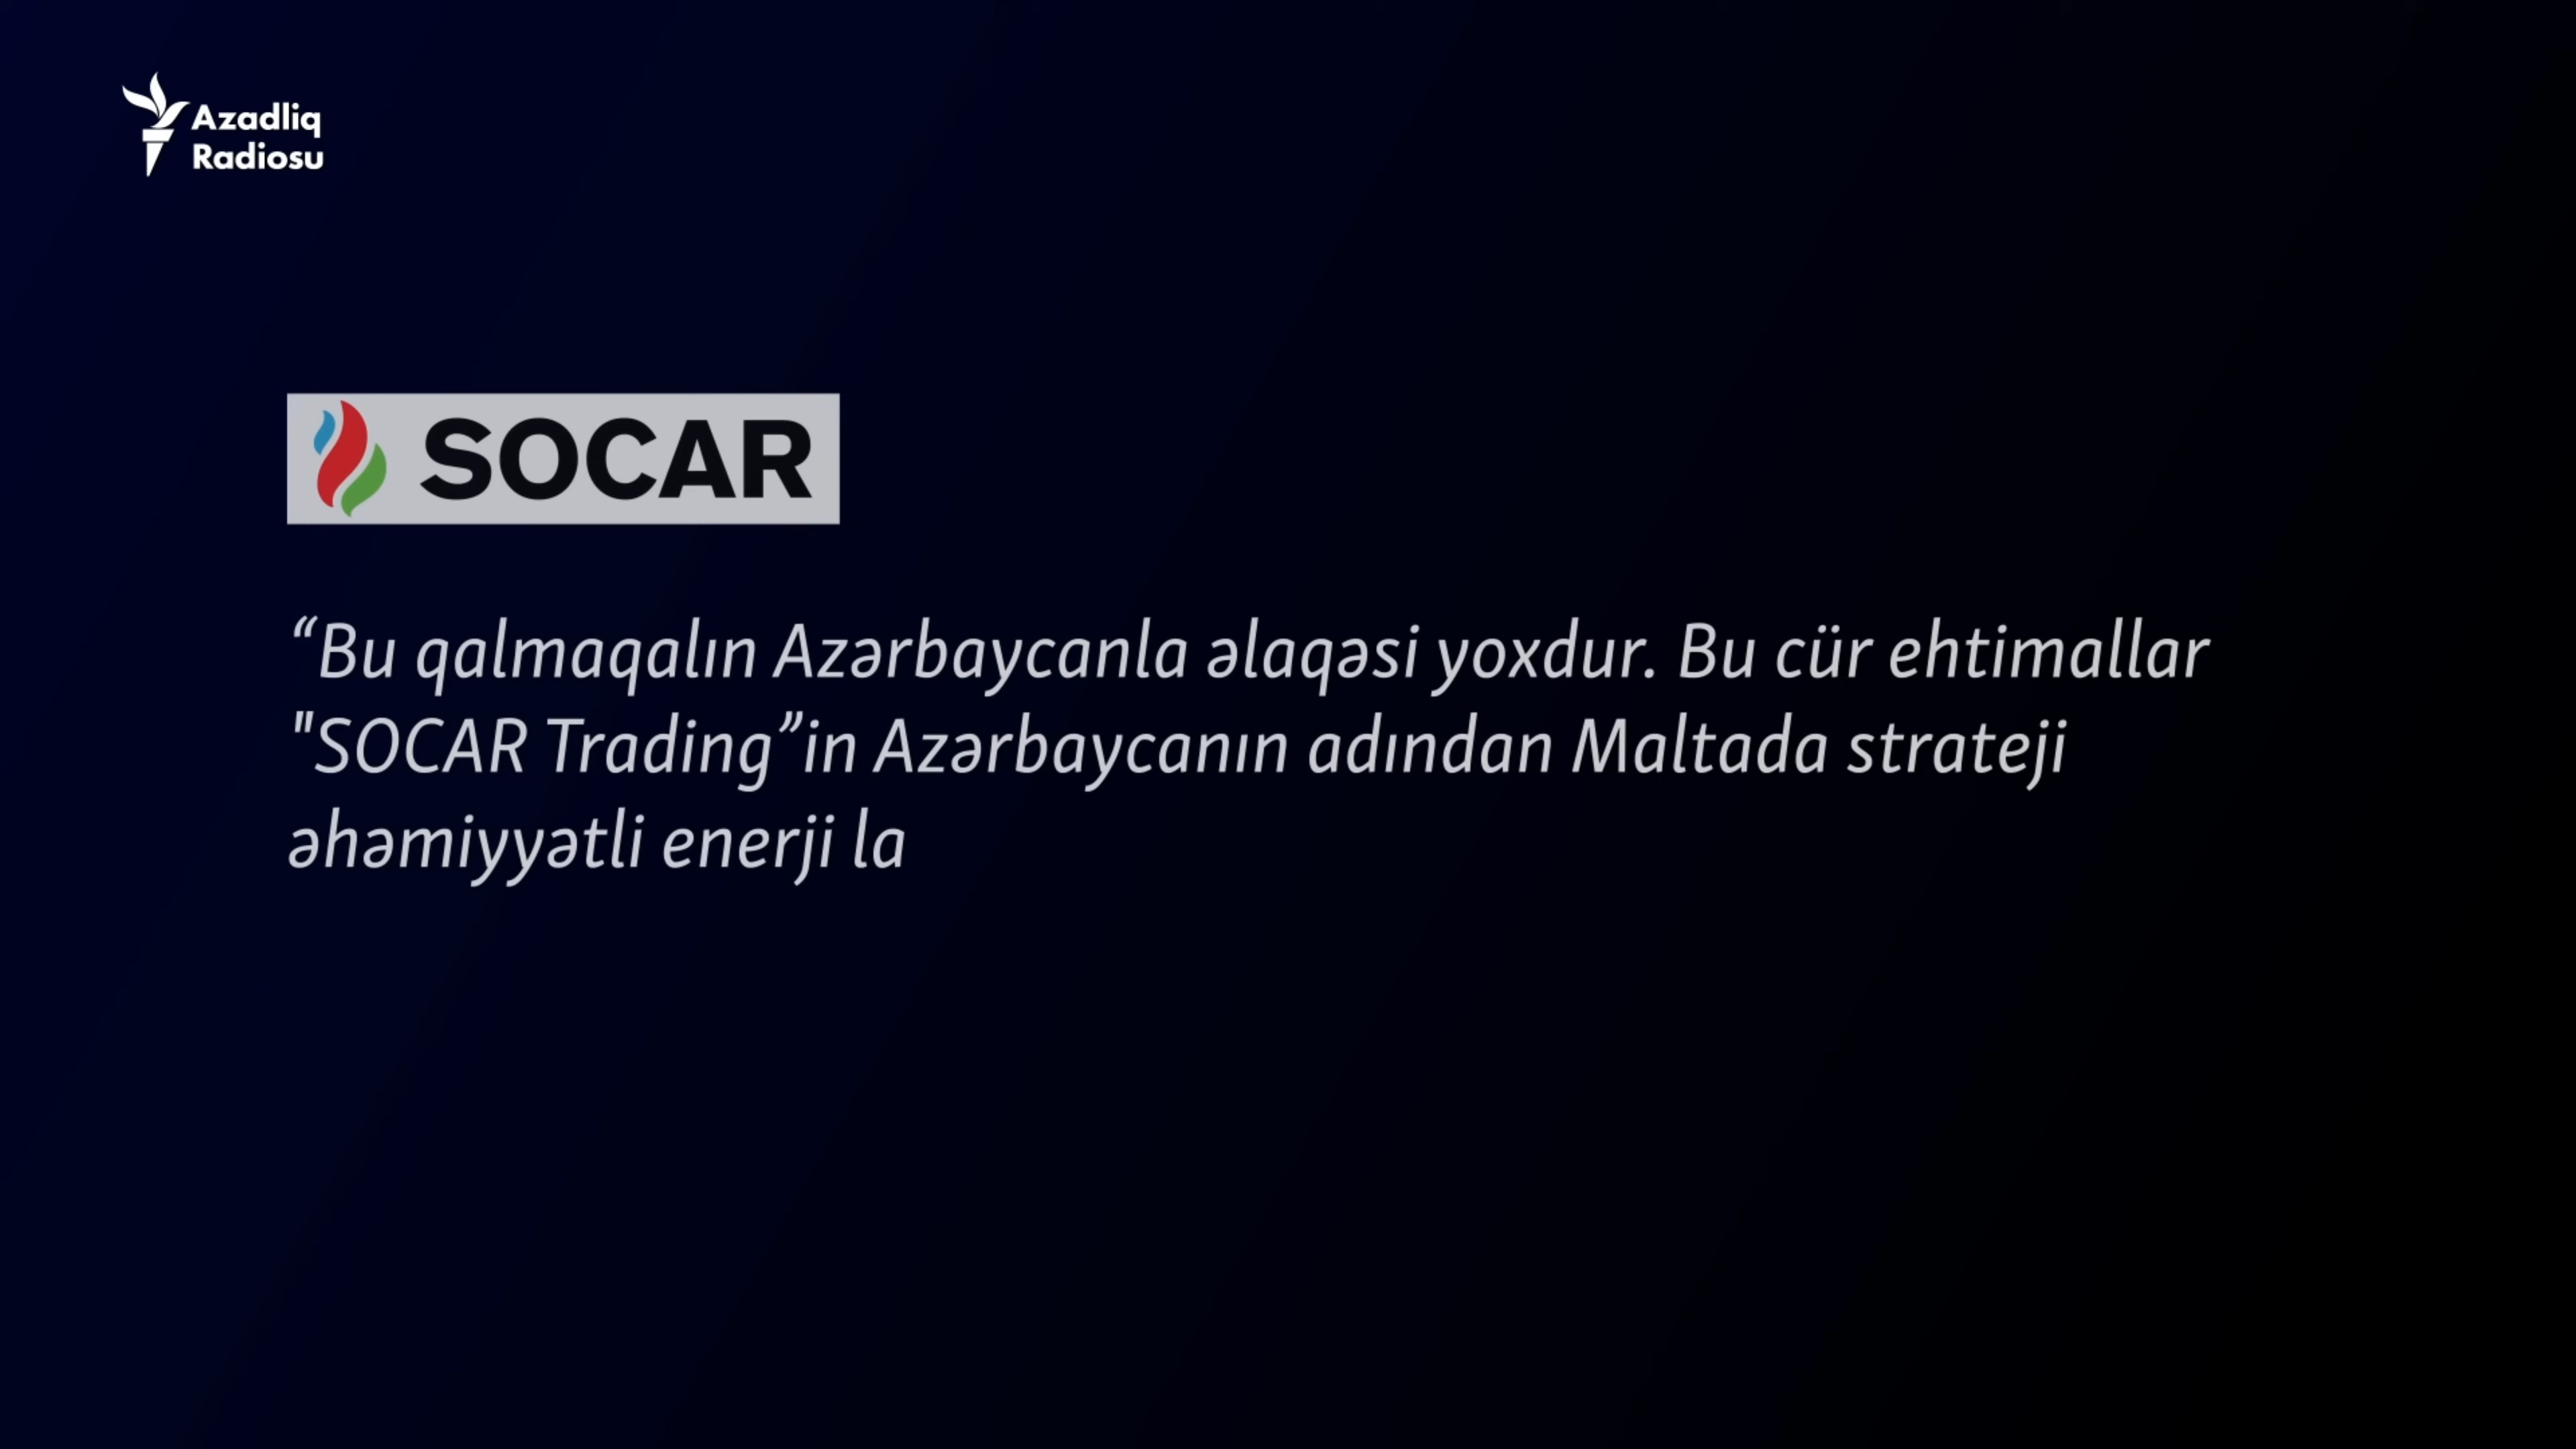 Azadliq
Radiosu
SOCAR
“Bu qalmaqalın Azərbaycanla əlaqəsi yoxdur. Bu cür ehtimallar
"SOCAR Trading”in Azərbaycanın adından Maltada strateji
əhəmiyyətli enerji la